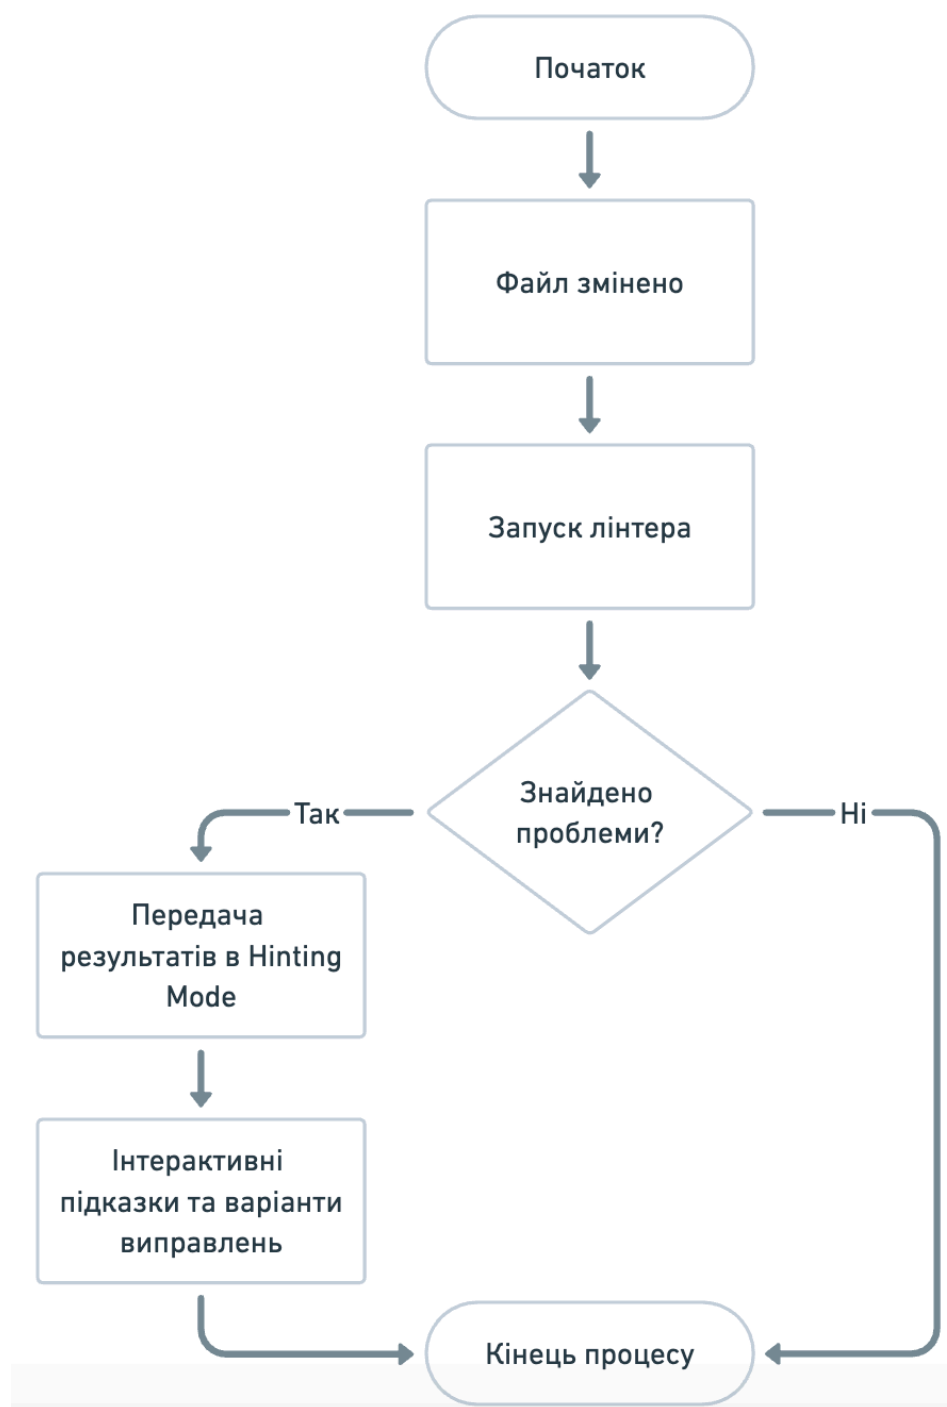 Початок
Файл змінено
Запуск лінтера
Знайдено
проблеми?
Так
Ні
Передача
результатів в Hinting
Mode
Інтерактивні
підказки та варіанти
виправлень
Кінець процесу